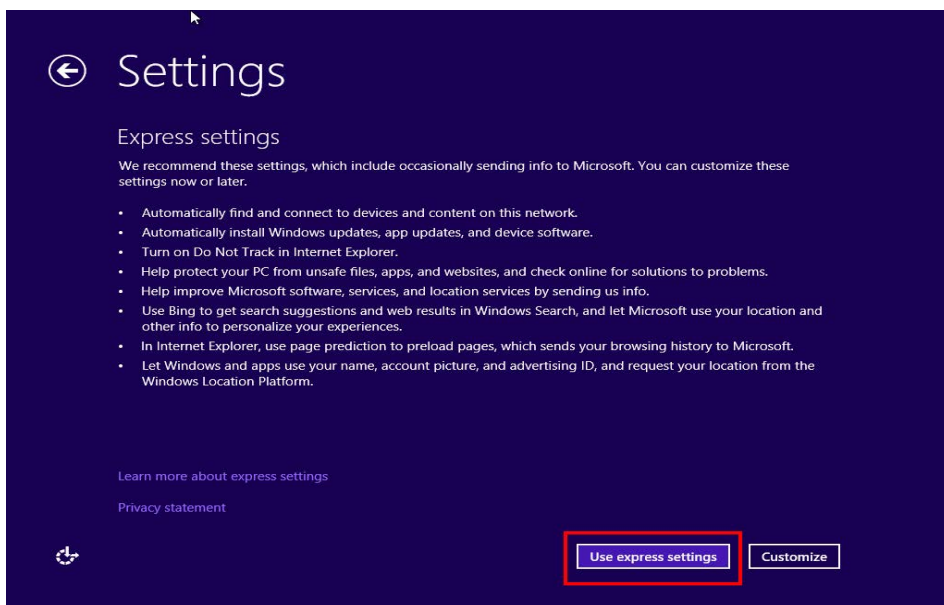 Settings
Express settings
We recommend these settings, which include occasionally sending info to Microsoft. You can customize these
settings now or later.
• Automatically find and connect to devices and content on this network.
• Automatically install Windows updates, app updates, and device software.
• Turn on Do Not Track in Internet Explorer.
• Help protect your PC from unsafe files, apps, and websites, and check online for solutions to problems.
• Help improve Microsoft software, services, and location services by sending us info.
• Use Bing to get search suggestions and web results in Windows Search, and let Microsoft use your location and
other info to personalize your experiences.
• In Internet Explorer, use page prediction to preload pages, which sends your browsing history to Microsoft.
• Let Windows and apps use your name, account picture, and advertising ID, and request your location from the
Windows Location Platform.
Learn more about express settings
Privacy statement
Use express settings Customize